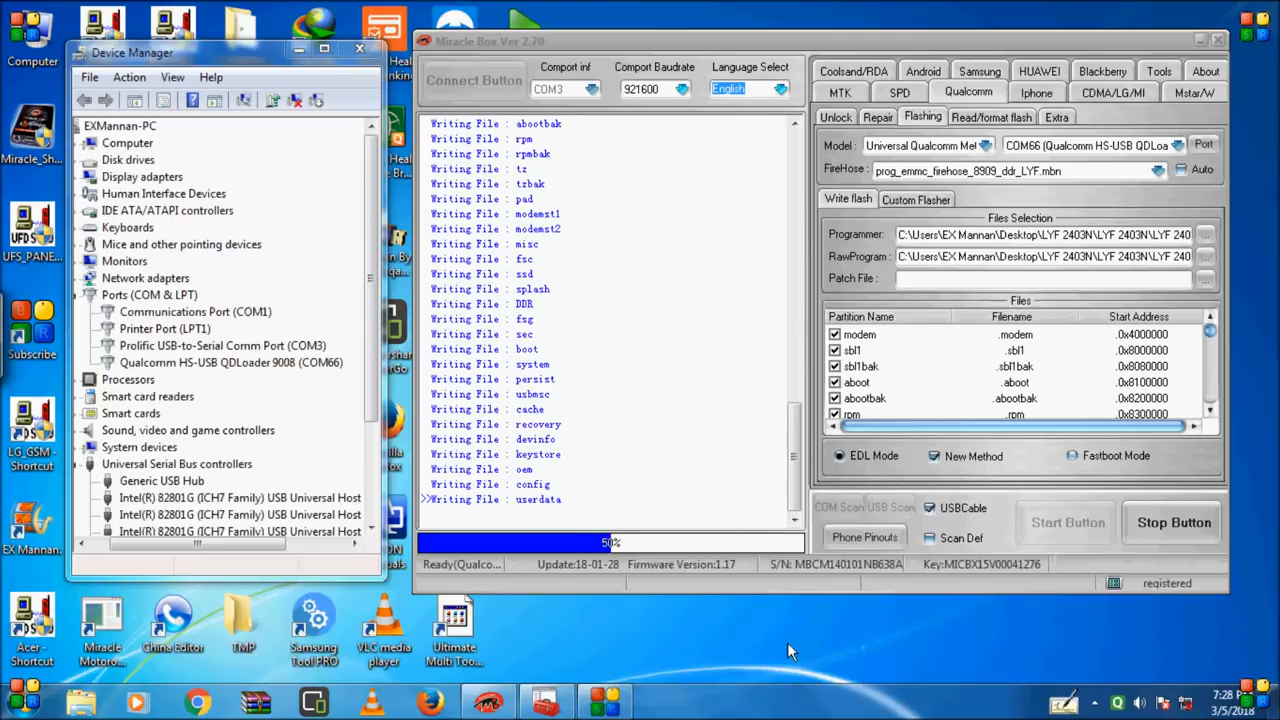 Device Manager
File Action View Help
EXMannan-PC
Computer
Disk drives
Display adapters
Human Interface Devices
IDE ATA/ATAPI controllers
Keyboards
Mice and other pointing devices
Monitors
Network adapters
Ports (COM & LPT)
Communications Port (COM1)
Printer Port (LPT1)
Prolific USB-to-Serial Comm Port (COM3)
Qualcomm HS-USB QDLoader 9008 (COM66)
Processors
Smart card readers
Smart cards
Sound, video and game controllers
System devices
Universal Serial Bus controllers
Generic USB Hub
Intel(R) 82801G (ICH7 Family) USB Universal Host
Intel(R) 82801G (ICH7 Family) USB Universal Host
Intel(R) 82801G (ICH7 Family) USB Universal Host
Miracle Box Ver 2.70
Connect Button
Comport inf Comport Baudrate Language Select
COM3 921600 English
Writing File : abootbak
Writing File : rpm
Writing File : rpmbak
Writing File : tz
Writing File : tzbak
Writing File : pad
Writing File : modemst1
Writing File : modemst2
Writing File : misc
Writing File : fsc
Writing File : ssd
Writing File : splash
Writing File : DDR
Writing File : fsg
Writing File : sec
Writing File : boot
Writing File : system
Writing File : persist
Writing File : usbmsc
Writing File : cache
Writing File : recovery
Writing File : devinfo
Writing File : keystore
Writing File : oem
Writing File : config
>>Writing File : userdata
50%
Coolsand/RDA Android Samsung HUAWEI Blackberry Tools About
MTK SPD Qualcomm Iphone CDMA/LG/MI Mstar/W
Unlock Repair Flashing Read/format flash Extra
Model : Universal Qualcomm Mel COM66 (Qualcomm HS-USB QDLoa Port
FireHose : prog_emmc_firehose_8909_ddr_LYF.mbn Auto
Write flash Custom Flasher
Files Selection
Programmer: C:\Users\EX Mannan\Desktop\LYF 2403N\LYF 2403N\LYF 240 ...
RawProgram : C:\Users\EX Mannan\Desktop\LYF 2403N\LYF 2403N\LYF 240 ...
Patch File : ...
Files
Partition Name Filename Start Address
modem .modem .0x4000000
sbl1 .sbl1 .0x8000000
sbl1bak .sbl1bak .0x8080000
aboot .aboot .0x8100000
abootbak .abootbak .0x8200000
rpm .rpm .0x8300000
EDL Mode New Method Fastboot Mode
COM Scan USB Scan USBCable
Phone Pinouts Scan Def
Start Button Stop Button
Ready(Qualco... Update:18-01-28 Firmware Version:1.17 S/N: MBCM140101NB638A Key:MICBX15V00041276
registered
Computer
Miracle_Sh...
UFS_PANE...
Subscribe
LG_GSM - Shortcut
EX Mannan.
Acer - Shortcut
Miracle Motoro...
China Editor
TMP
Samsung Tool PRO
VLC media player
Ultimate Multi Too...
7:28 PM
3/5/2018